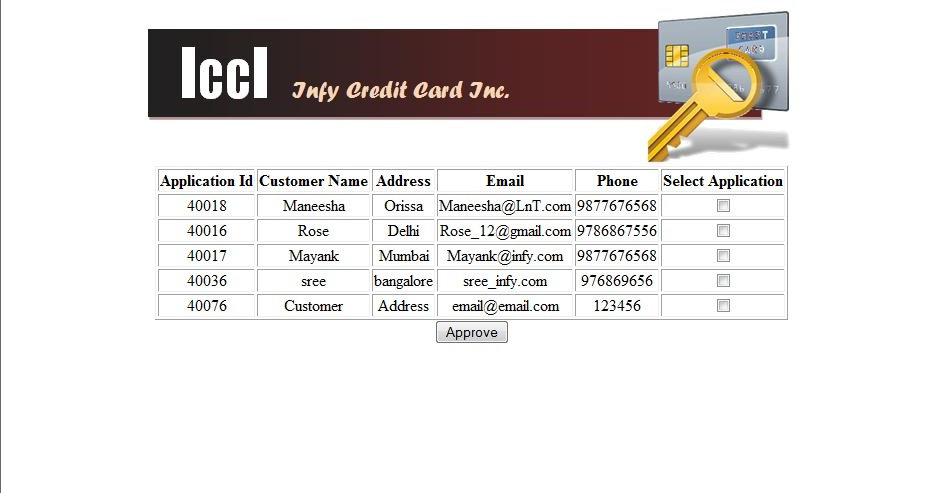 Iccl Infy Credit Card Inc.
Application Id Customer Name Address Email Phone Select Application
40018 Maneesha Orissa Maneesha@LnT.com 9877676568
40016 Rose Delhi Rose_12@gmail.com 9786867556
40017 Mayank Mumbai Mayank@infy.com 9877676568
40036 sree bangalore sree_infy.com 976869656
40076 Customer Address email@email.com 123456
Approve